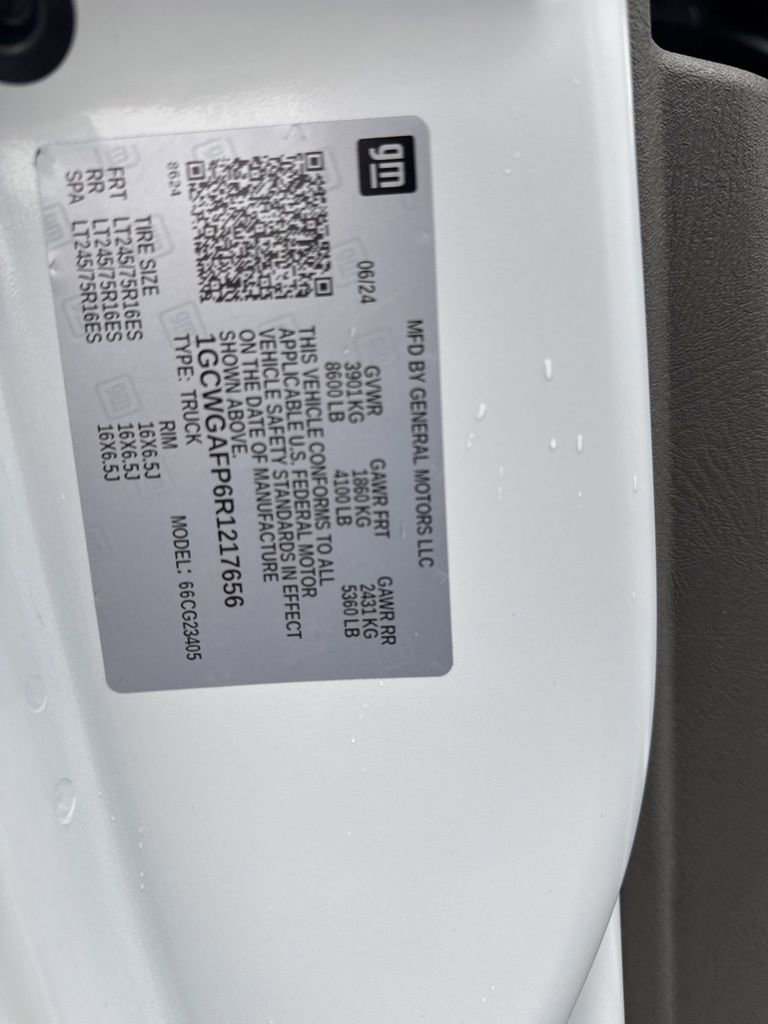 gm
MFD BY GENERAL MOTORS LLC
06/24
GVWR GAWR FRT GAWR RR
3901 KG 1860 KG 2431 KG
8600 LB 4100 LB 5360 LB
THIS VEHICLE CONFORMS TO ALL
APPLICABLE U.S. FEDERAL MOTOR
VEHICLE SAFETY STANDARDS IN EFFECT
ON THE DATE OF MANUFACTURE
SHOWN ABOVE.
1GCWGAFP6R1217656
8624
TYPE: TRUCK MODEL: 66CG23405
TIRE SIZE RIM
FRT LT245/75R16ES 16X6.5J
RR LT245/75R16ES 16X6.5J
SPA LT245/75R16ES 16X6.5J